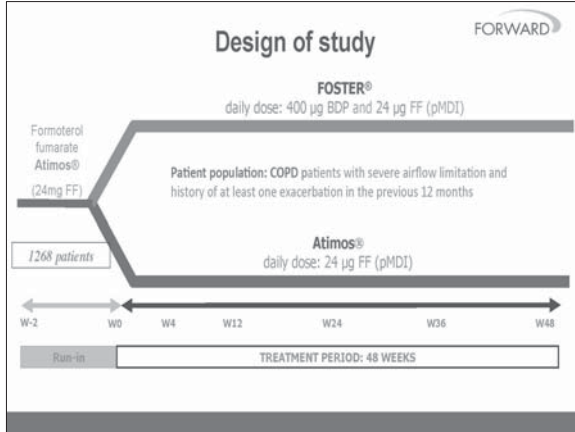 FORWARD
Design of study
FOSTER®
daily dose: 400 µg BDP and 24 µg FF (pMDI)
Formoterol
fumarate
Atimos®
(24mg FF)
Patient population: COPD patients with severe airflow limitation and
history of at least one exacerbation in the previous 12 months
1268 patients
Atimos®
daily dose: 24 µg FF (pMDI)
W-2 W0 W4 W12 W24 W36 W48
Run-in TREATMENT PERIOD: 48 WEEKS